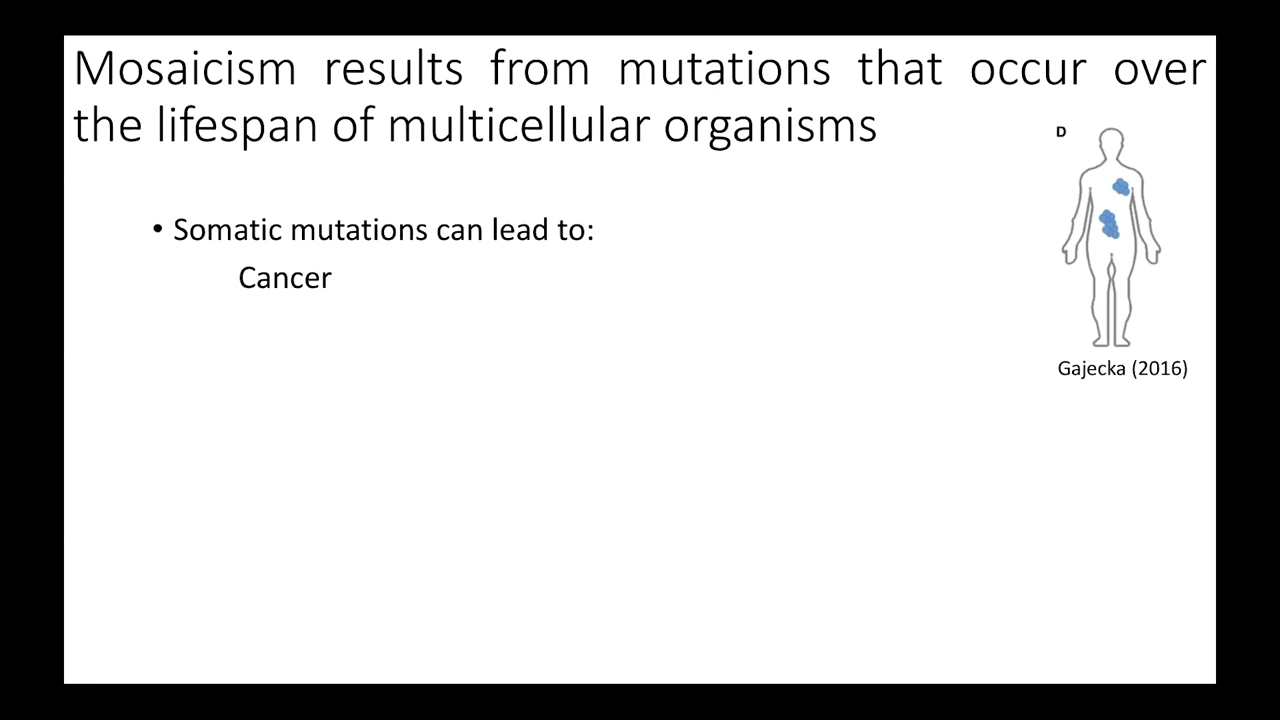 Mosaicism results from mutations that occur over
the lifespan of multicellular organisms
D
• Somatic mutations can lead to:
Cancer
Gajecka (2016)